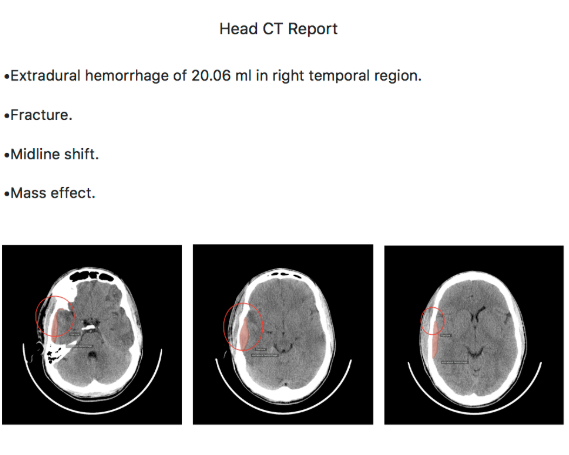 Head CT Report
•Extradural hemorrhage of 20.06 ml in right temporal region.
•Fracture.
•Midline shift.
•Mass effect.